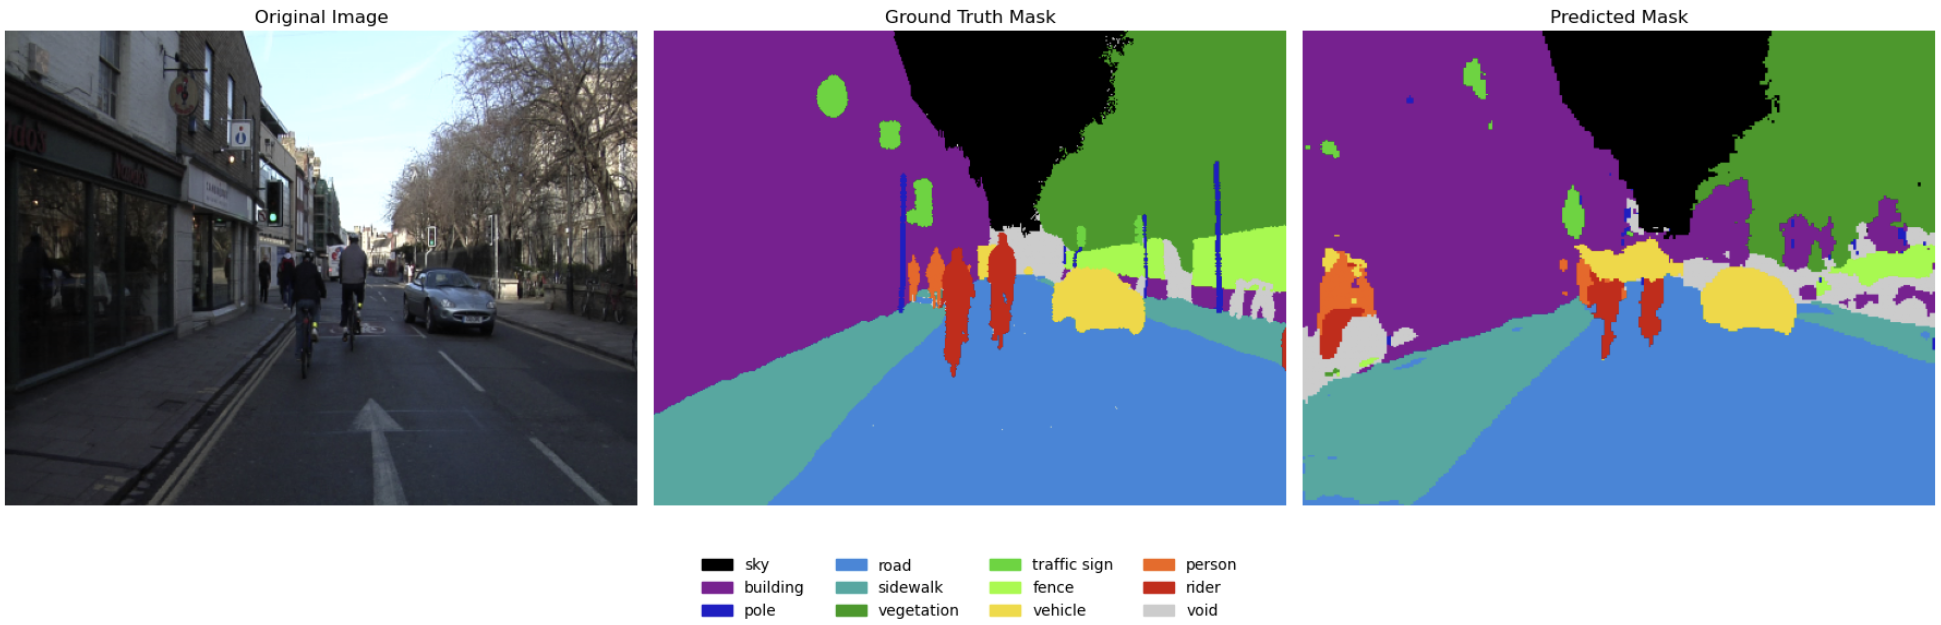 Original Image
Ground Truth Mask
Predicted Mask
sky
road
traffic sign
person
building
sidewalk
fence
rider
pole
vegetation
vehicle
void